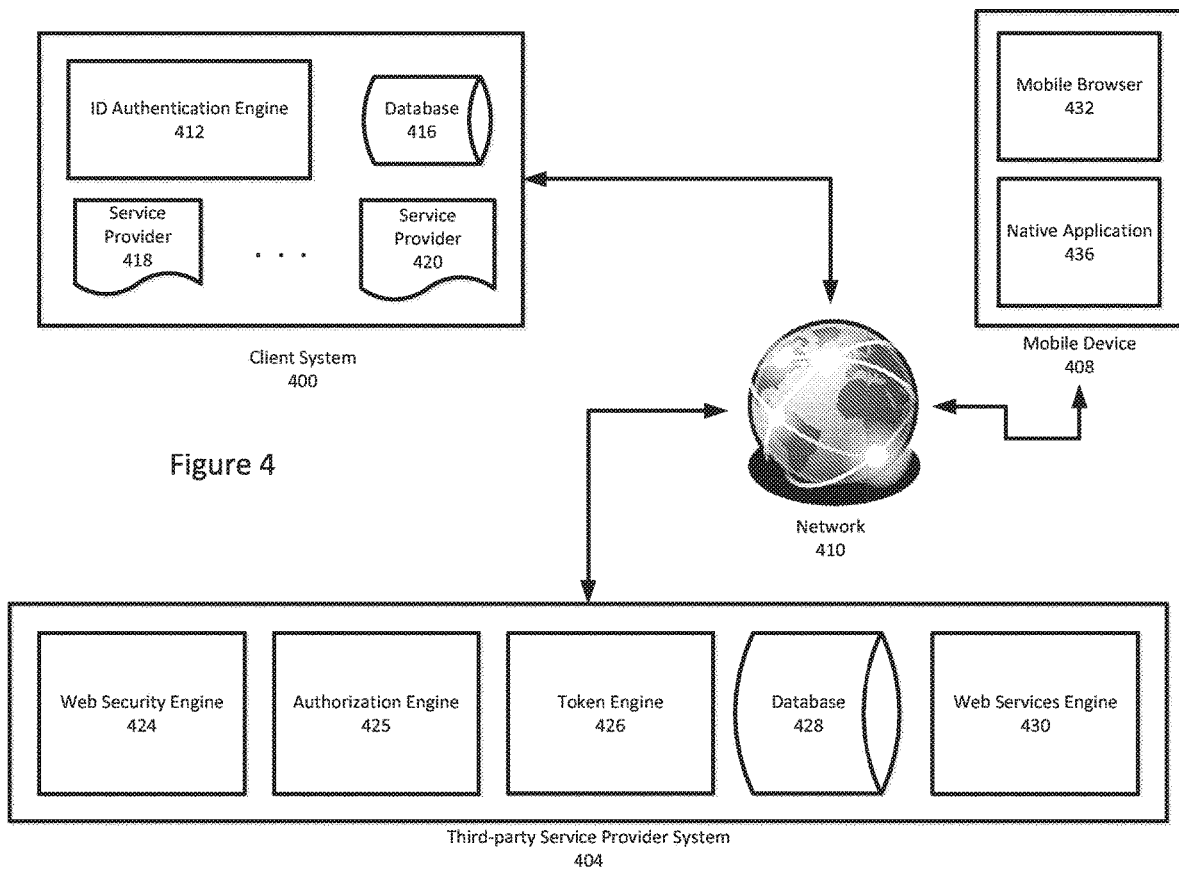 ID Authentication Engine
412
Database
416
Service
Provider
418
. . .
Service
Provider
420
Client System
400
Mobile Browser
432
Native Application
436
Mobile Device
408
Figure 4
Network
410
Web Security Engine
424
Authorization Engine
425
Token Engine
426
Database
428
Web Services Engine
430
Third-party Service Provider System
404